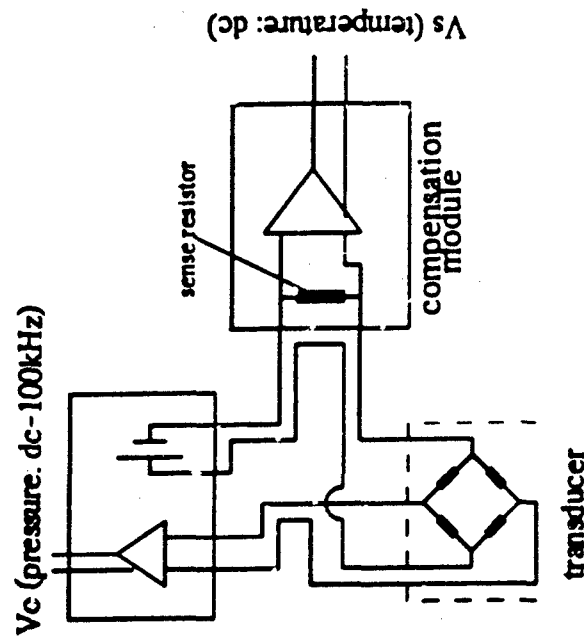 Vs (temperature: dc)
sense resistor
compensation
module
Vc (pressure. dc-100kHz)
transducer